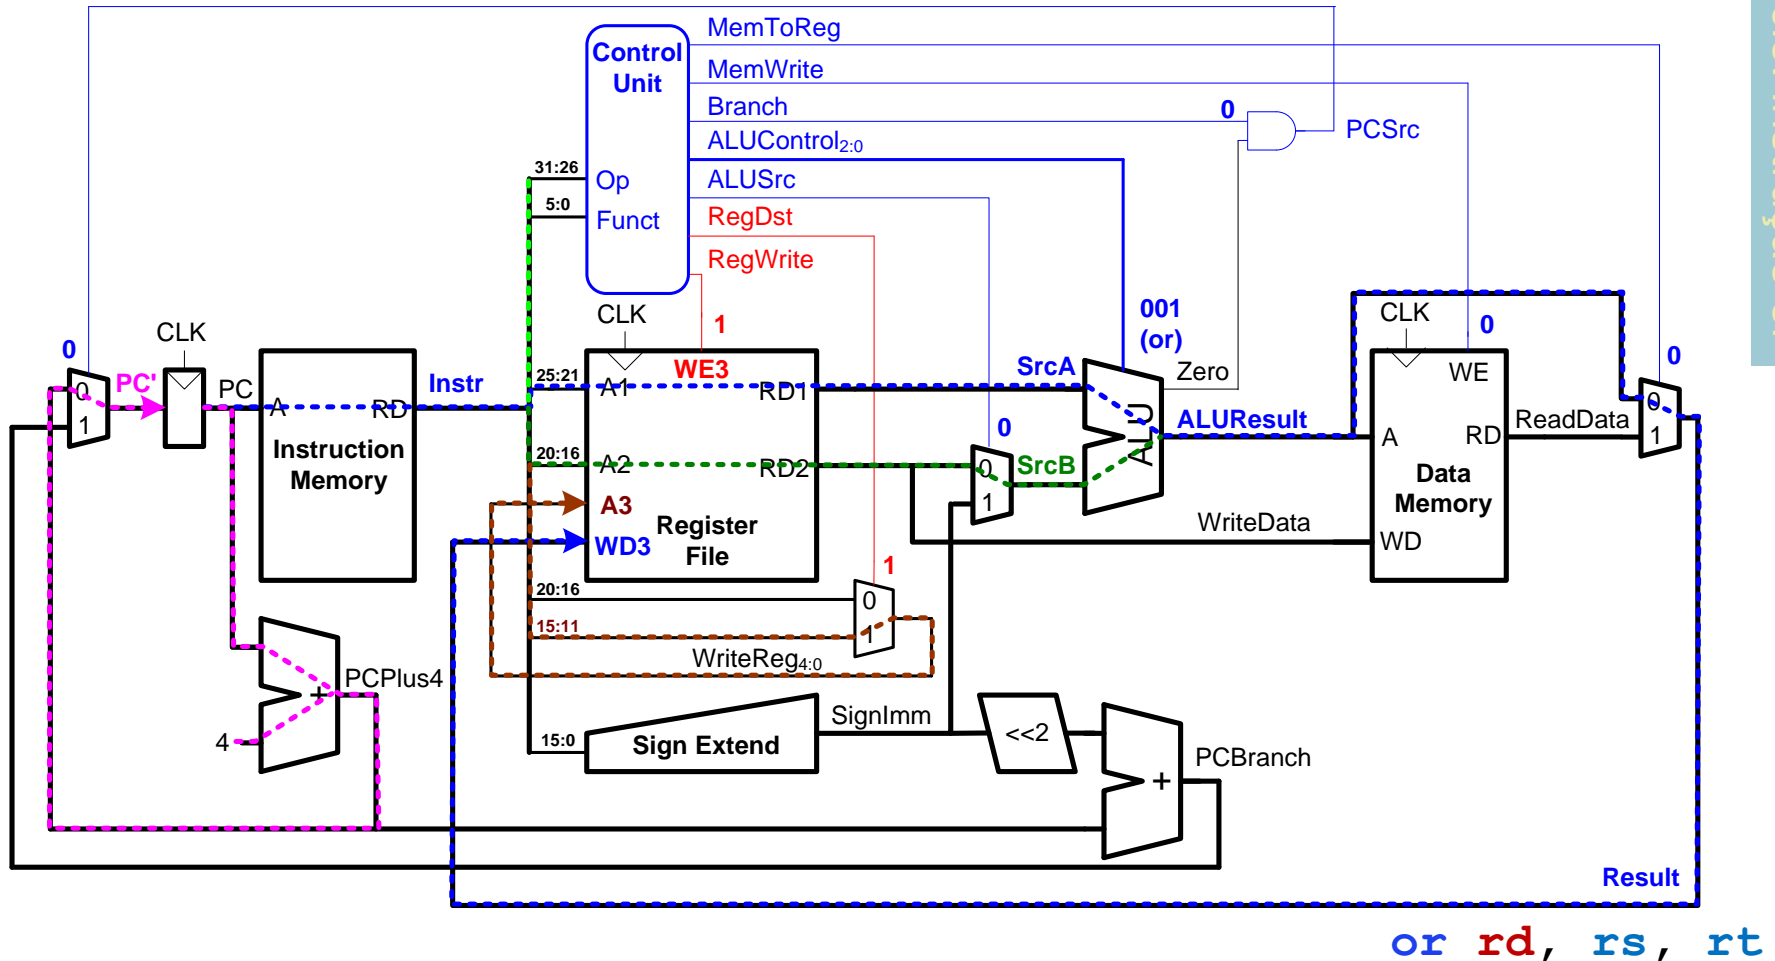 MemToReg
Control
Unit
MemWrite
Branch
0
PCSrc
ALUControl2:0
31:26
Op
ALUSrc
5:0
Funct
RegDst
RegWrite
CLK
CLK
1
001
(or)
CLK
0
0
0
0
PC'
PC
Instr
25:21
A1
WE3
RD1
SrcA
Zero
WE
0
1
A
RD
Instruction
Memory
0
ALU
ALUResult
A
RD
ReadData
1
20:16
A2
RD2
0
SrcB
Data
Memory
A3
1
Register
File
WD3
WriteData
WD
1
20:16
0
15:11
1
WriteReg4:0
PCPlus4
+
4
SignImm
15:0
Sign Extend
<<2
PCBranch
+
Result
or rd, rs, rt